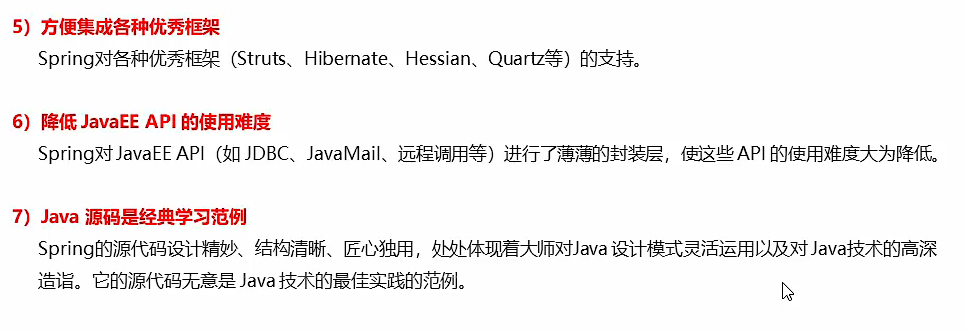 5）方便集成各种优秀框架
Spring对各种优秀框架（Struts、Hibernate、Hessian、Quartz等）的支持。
6）降低 JavaEE API 的使用难度
Spring对 JavaEE API（如 JDBC、JavaMail、远程调用等）进行了薄薄的封装层，使这些 API 的使用难度大为降低。
7）Java 源码是经典学习范例
Spring的源代码设计精妙、结构清晰、匠心独用，处处体现着大师对Java 设计模式灵活运用以及对 Java技术的高深
造诣。它的源代码无意是 Java 技术的最佳实践的范例。